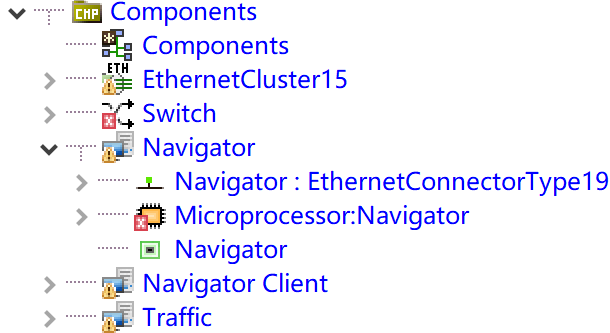 CMP Components
Components
ETH EthernetCluster15
Switch
Navigator
Navigator : EthernetConnectorType19
Microprocessor:Navigator
Navigator
Navigator Client
Traffic